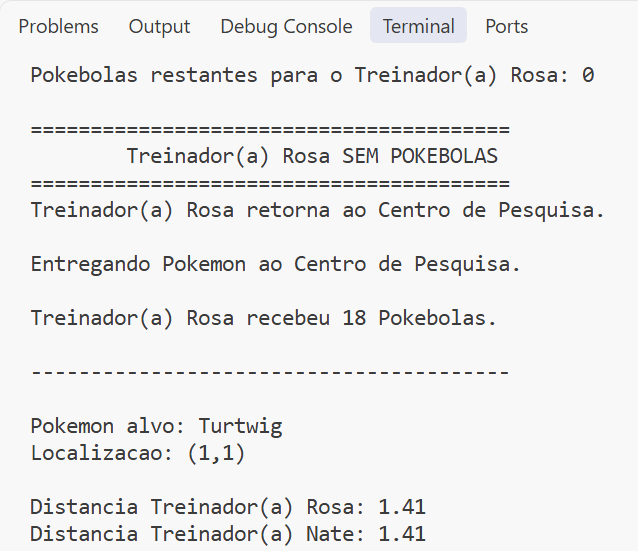 Problems Output Debug Console Terminal Ports
Pokebolas restantes para o Treinador(a) Rosa: 0
========================================
Treinador(a) Rosa SEM POKEBOLAS
========================================
Treinador(a) Rosa retorna ao Centro de Pesquisa.
Entregando Pokemon ao Centro de Pesquisa.
Treinador(a) Rosa recebeu 18 Pokebolas.
----------------------------------------
Pokemon alvo: Turtwig
Localizacao: (1,1)
Distancia Treinador(a) Rosa: 1.41
Distancia Treinador(a) Nate: 1.41